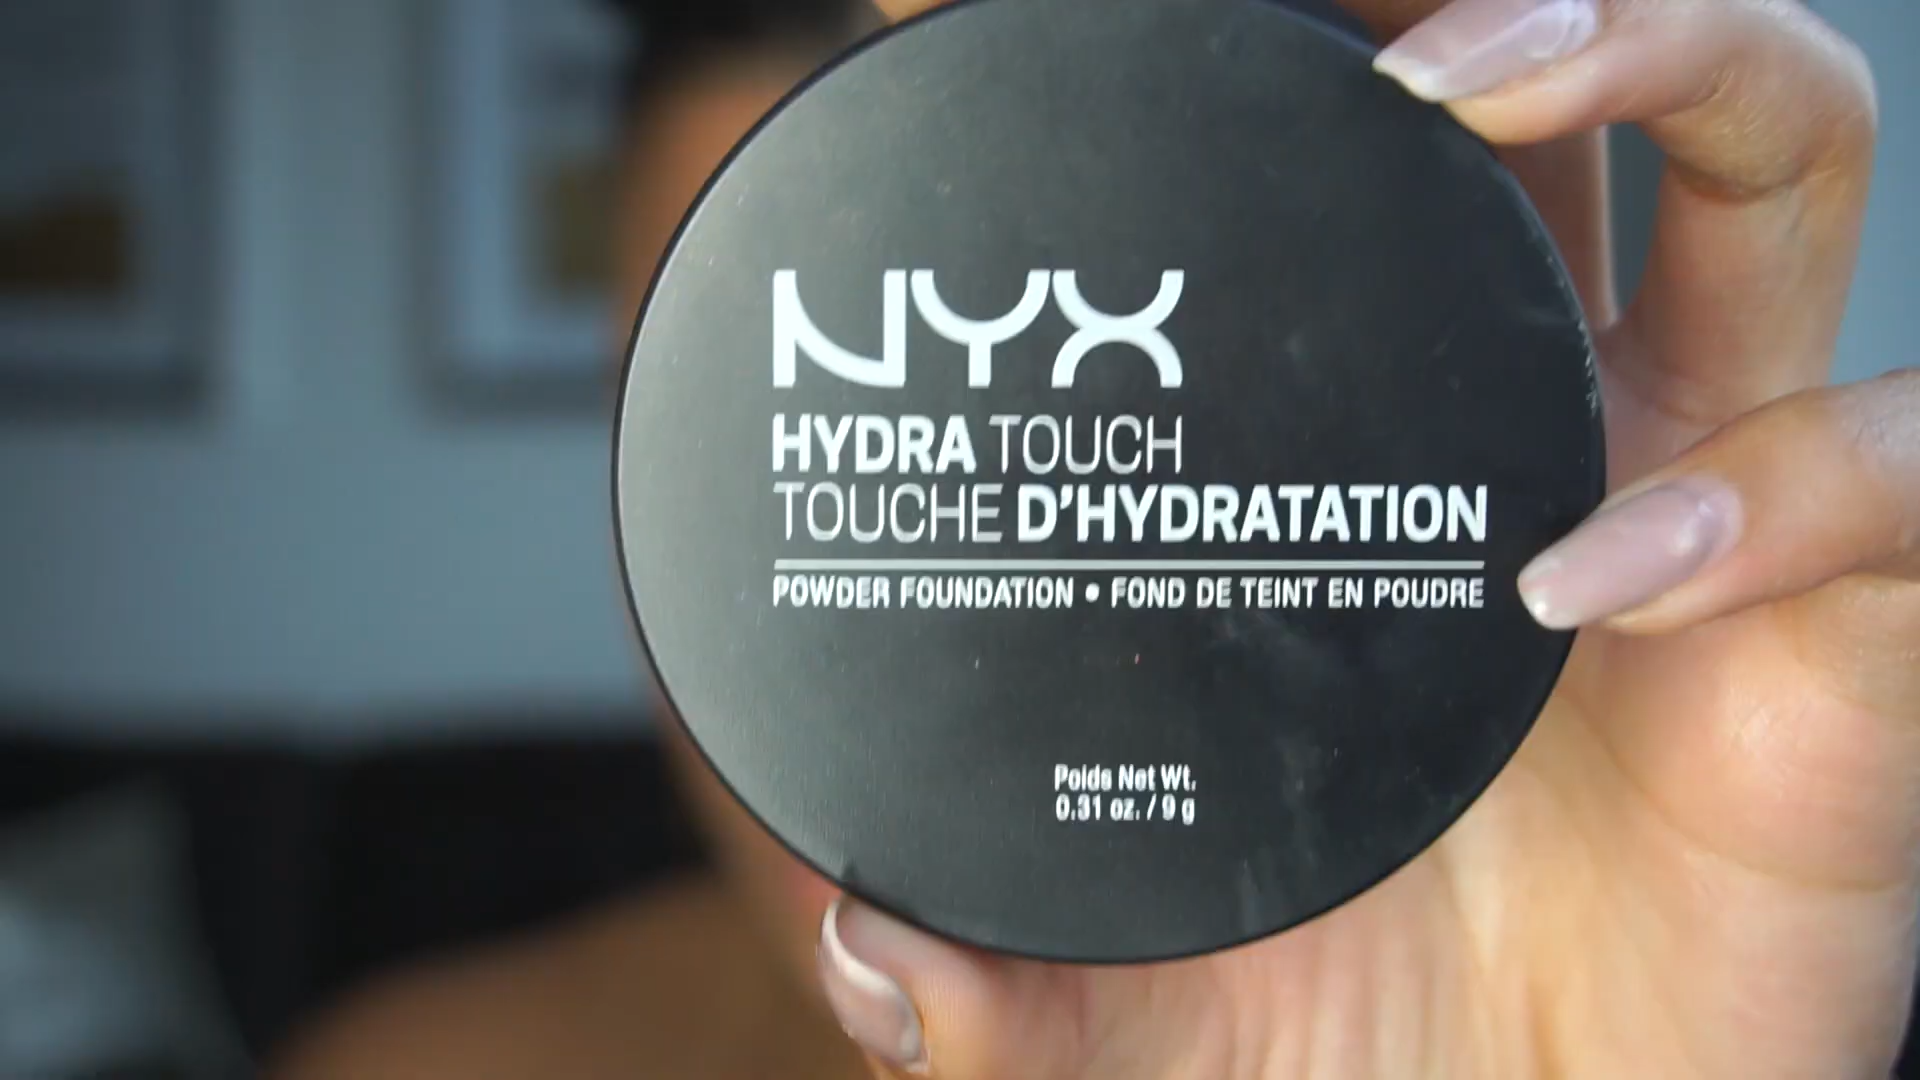 NYX
HYDRA TOUCH
TOUCHE D'HYDRATATION
POWDER FOUNDATION • FOND DE TEINT EN POUDRE
Poids Net Wt.
0.31 oz. / 9 g